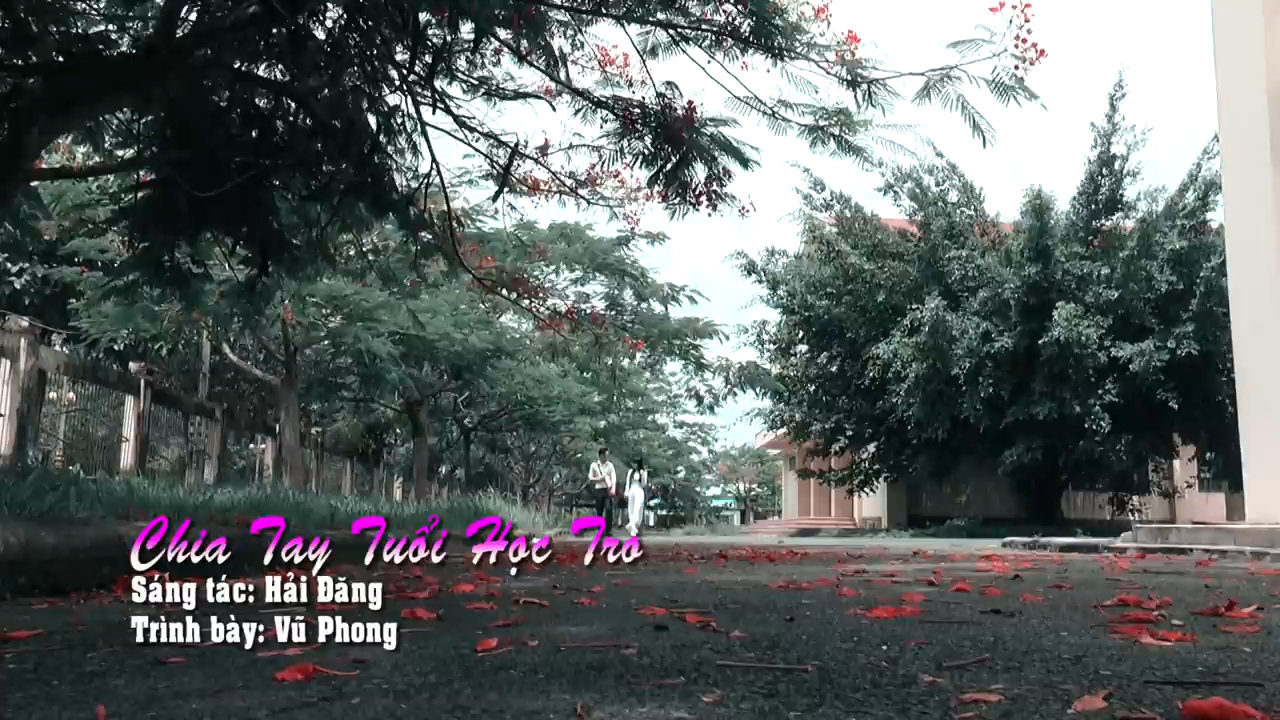 Chia Tay Tuổi Học Trò
Sáng tác: Hải Đăng
Trình bày: Vũ Phong